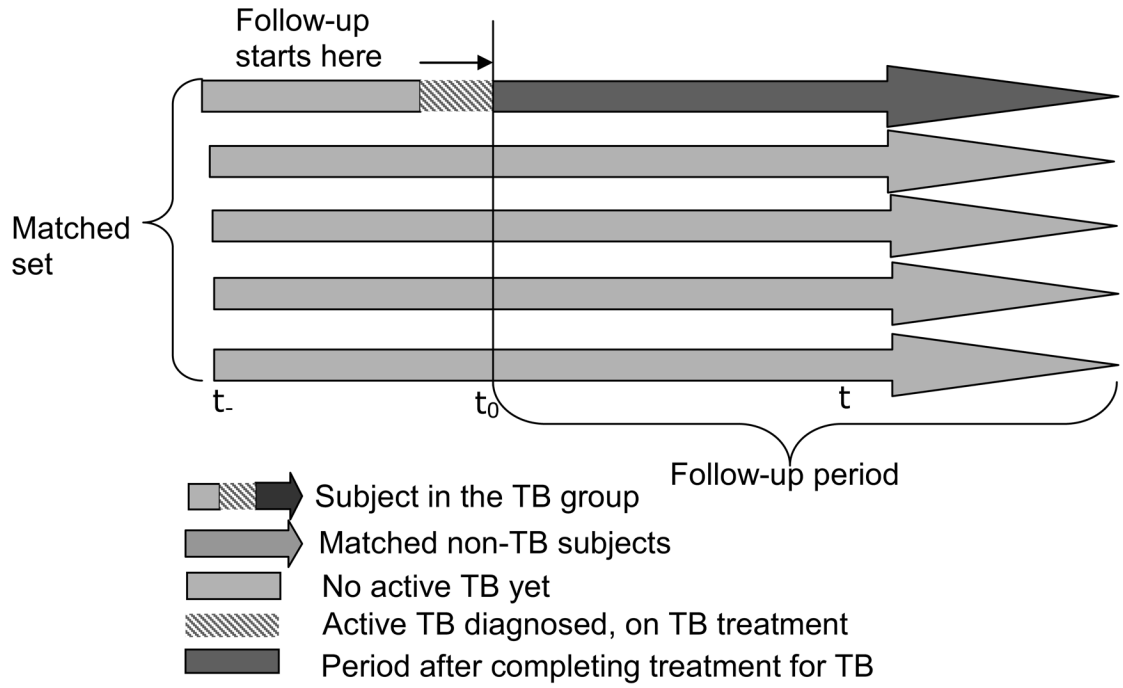 Follow-up
starts here
Matched
set
t-
t0
t
Follow-up period
Subject in the TB group
Matched non-TB subjects
No active TB yet
Active TB diagnosed, on TB treatment
Period after completing treatment for TB